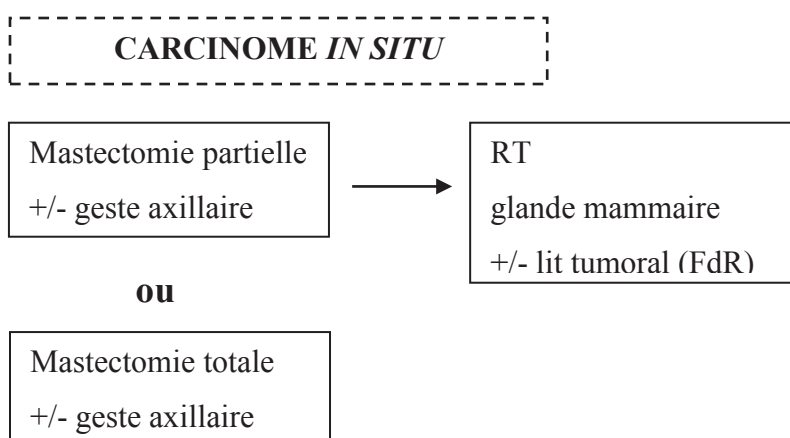 CARCINOME IN SITU
Mastectomie partielle
+/- geste axillaire
RT
glande mammaire
+/- lit tumoral (FdR)
ou
Mastectomie totale
+/- geste axillaire